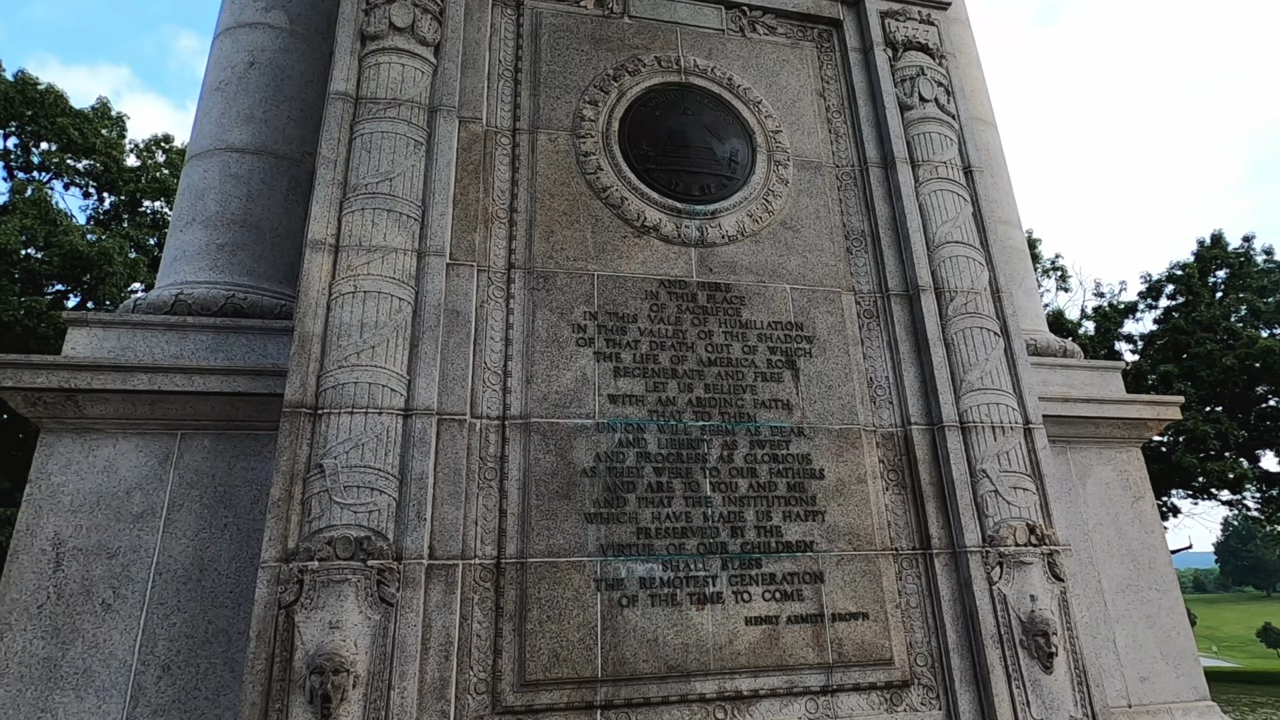 1777
AND HERE
IN THIS PLACE
OF SACRIFICE
IN THIS VALE OF HUMILIATION
IN THIS VALLEY OF THE SHADOW
OF THAT DEATH OUT OF WHICH
THE LIFE OF AMERICA ROSE
REGENERATE AND FREE
LET US BELIEVE
WITH AN ABIDING FAITH
THAT TO THEM
UNION WILL SEEM AS DEAR
AND LIBERTY AS SWEET
AND PROGRESS AS GLORIOUS
AS THEY WERE TO OUR FATHERS
AND ARE TO YOU AND ME
AND THAT THE INSTITUTIONS
WHICH HAVE MADE US HAPPY
PRESERVED BY THE
VIRTUE OF OUR CHILDREN
SHALL BLESS
THE REMOTEST GENERATION
OF THE TIME TO COME
HENRY ARMITT BROWN